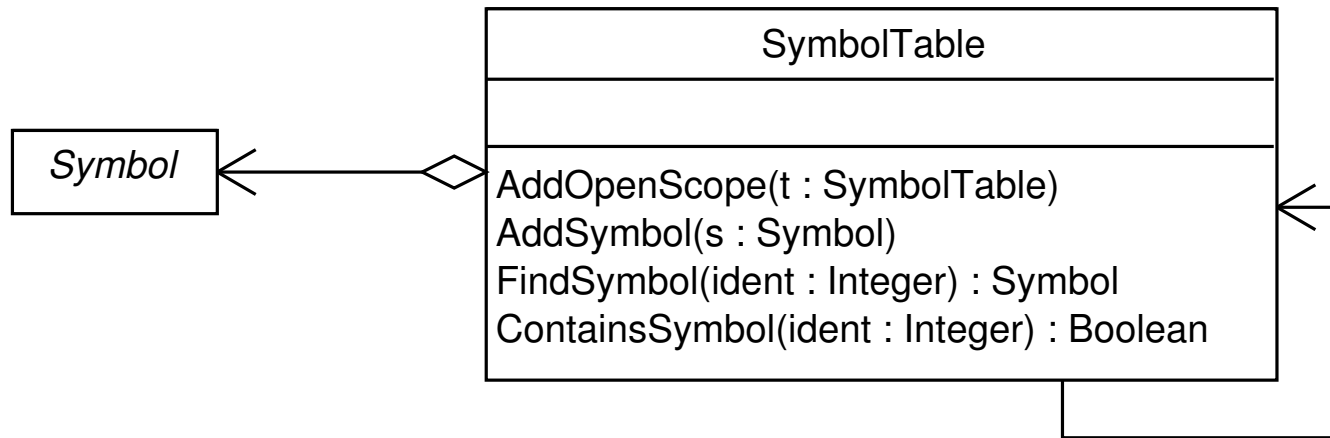 SymbolTable
Symbol
AddOpenScope(t : SymbolTable)
AddSymbol(s : Symbol)
FindSymbol(ident : Integer) : Symbol
ContainsSymbol(ident : Integer) : Boolean